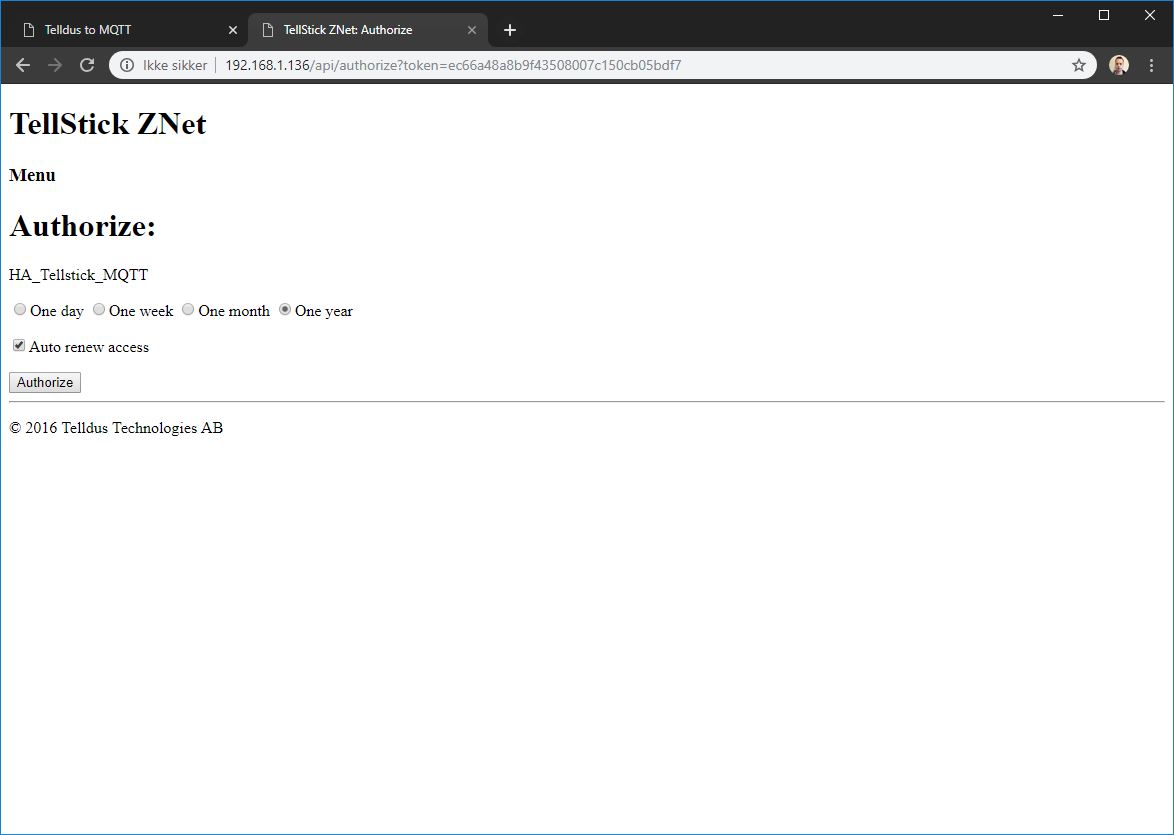 Telldus to MQTT
TellStick ZNet: Authorize
Ikke sikker
192.168.1.136/api/authorize?token=ec66a48a8b9f43508007c150cb05bdf7
TellStick ZNet
Menu
Authorize:
HA_Tellstick_MQTT
One day One week One month One year
Auto renew access
Authorize
© 2016 Telldus Technologies AB